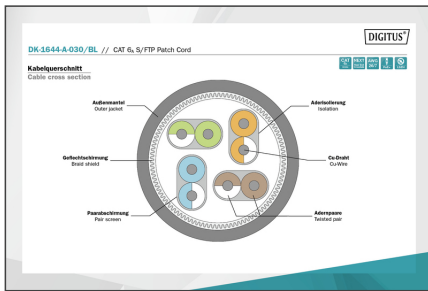 DIGITUS®
DK-1644-A-030/BL // CAT 6A S/FTP Patch Cord
Kabelquerschnitt
Cable cross section
Außenmantel
Outer jacket
Aderisolierung
Isolation
Geflechtschirmung
Braid shield
Cu-Draht
Cu-Wire
Paarabschirmung
Pair screen
Adernpaare
Twisted pair